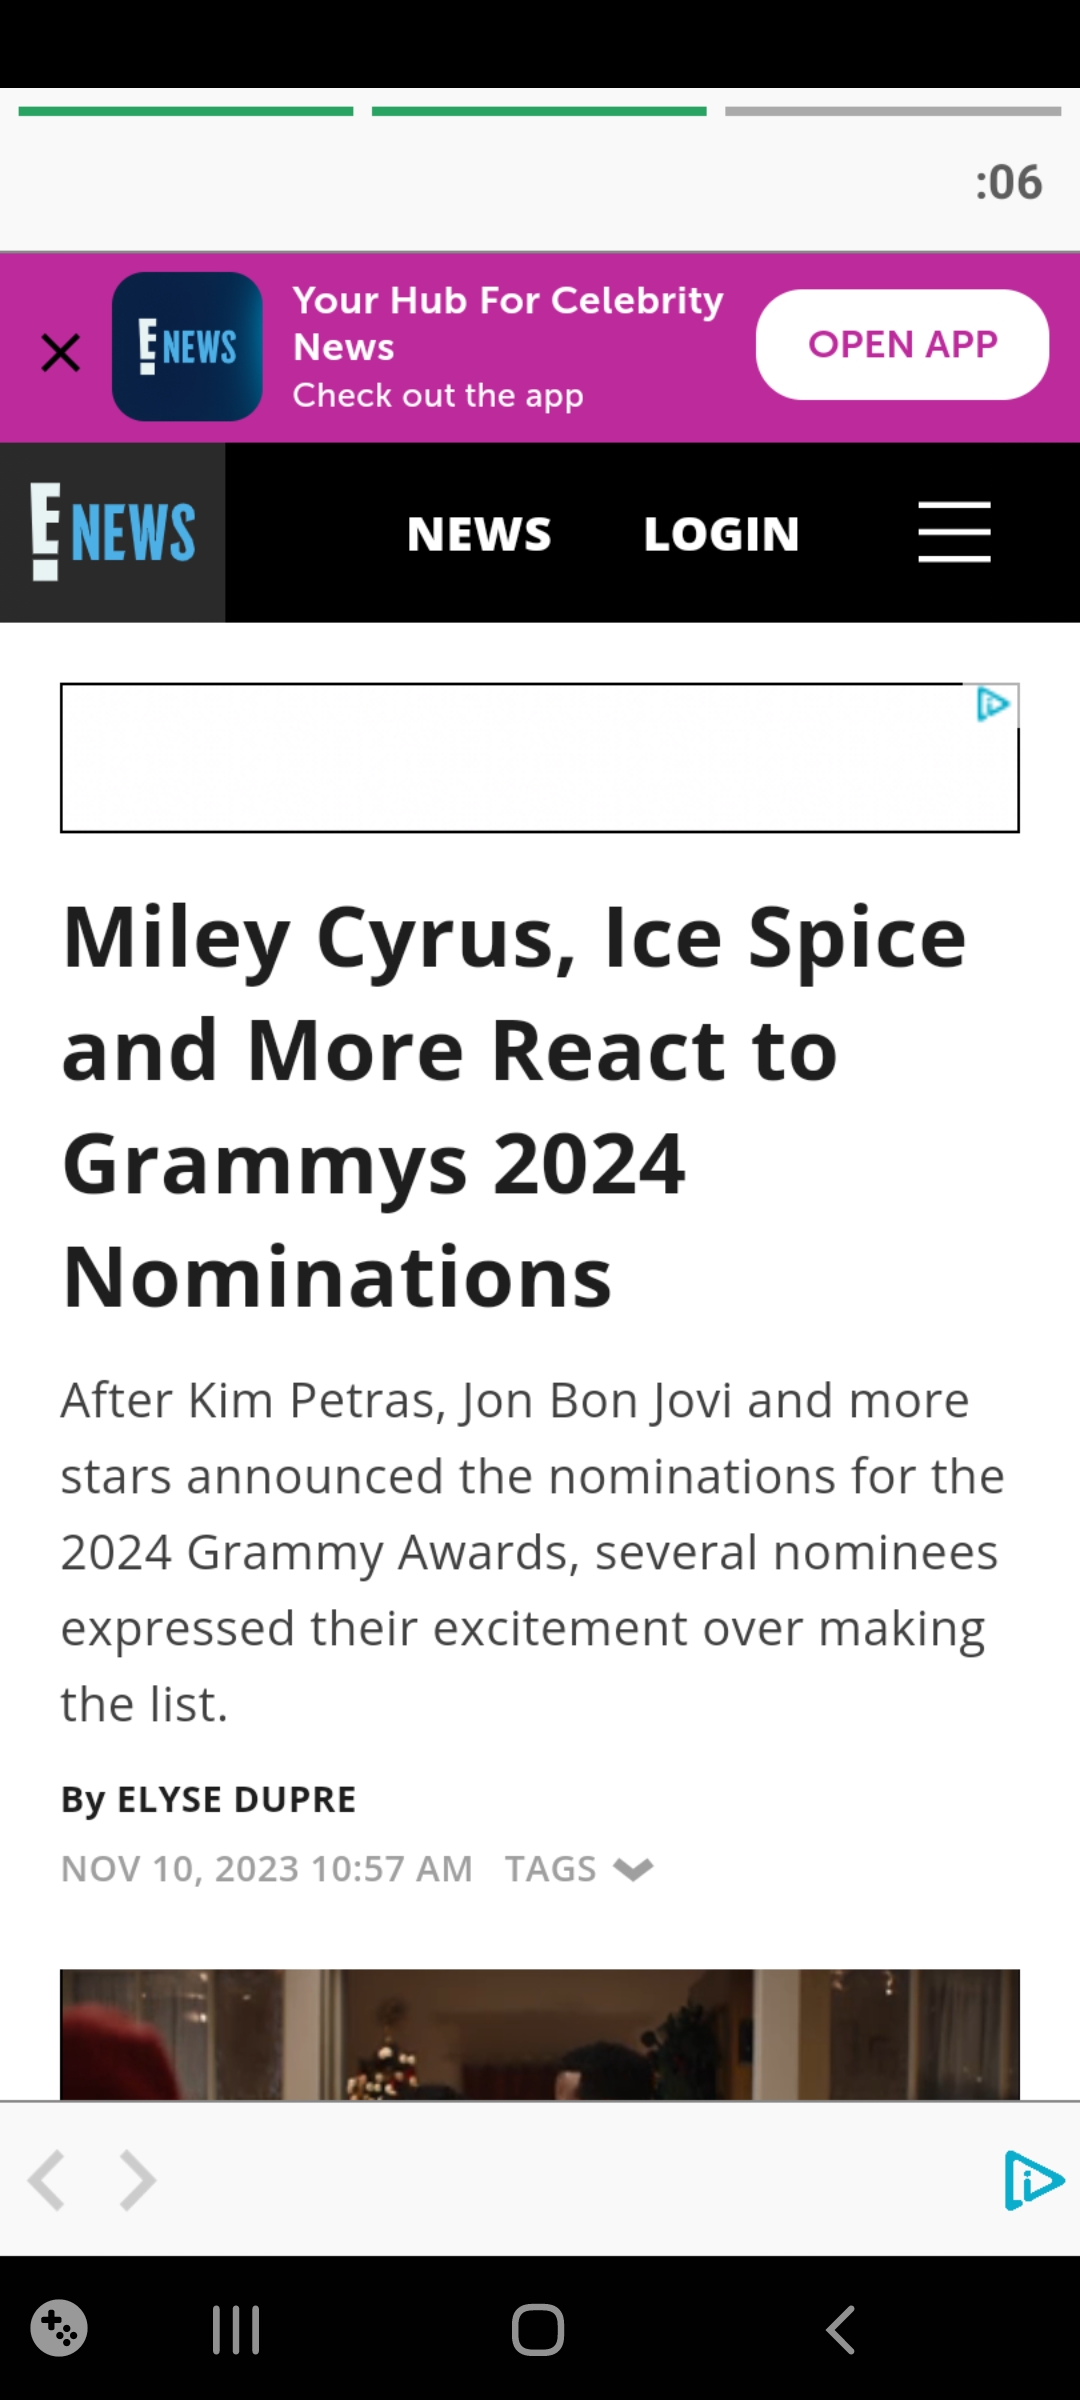 :06
E NEWS
Your Hub For Celebrity
News
Check out the app
OPEN APP
E NEWS
NEWS
LOGIN
Miley Cyrus, Ice Spice
and More React to
Grammys 2024
Nominations
After Kim Petras, Jon Bon Jovi and more
stars announced the nominations for the
2024 Grammy Awards, several nominees
expressed their excitement over making
the list.
By ELYSE DUPRE
NOV 10, 2023 10:57 AM TAGS